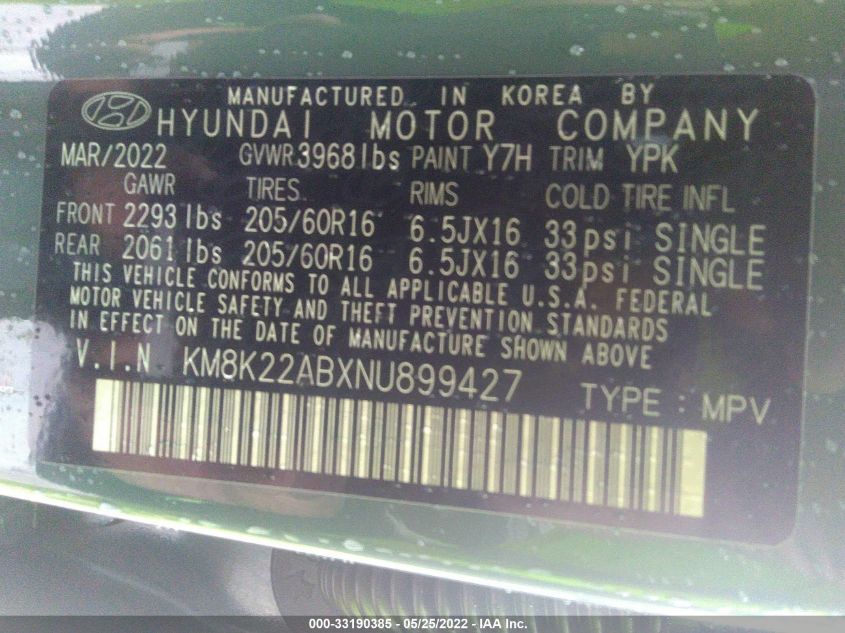 MANUFACTURED IN KOREA BY
HYUNDAI MOTOR COMPANY
MAR/2022 GVWR 3968lbs PAINT Y7H TRIM YPK
GAWR TIRES RIMS COLD TIRE INFL
FRONT 2293lbs 205/60R16 6.5JX16 33psi SINGLE
REAR 2061lbs 205/60R16 6.5JX16 33psi SINGLE
THIS VEHICLE CONFORMS TO ALL APPLICABLE U.S.A. FEDERAL
MOTOR VEHICLE SAFETY AND THEFT PREVENTION STANDARDS
IN EFFECT ON THE DATE OF MANUFACTURE SHOWN ABOVE
V.I.N KM8K22ABXNU899427 TYPE : MPV
000-33190385 - 05/25/2022 - IAA Inc.